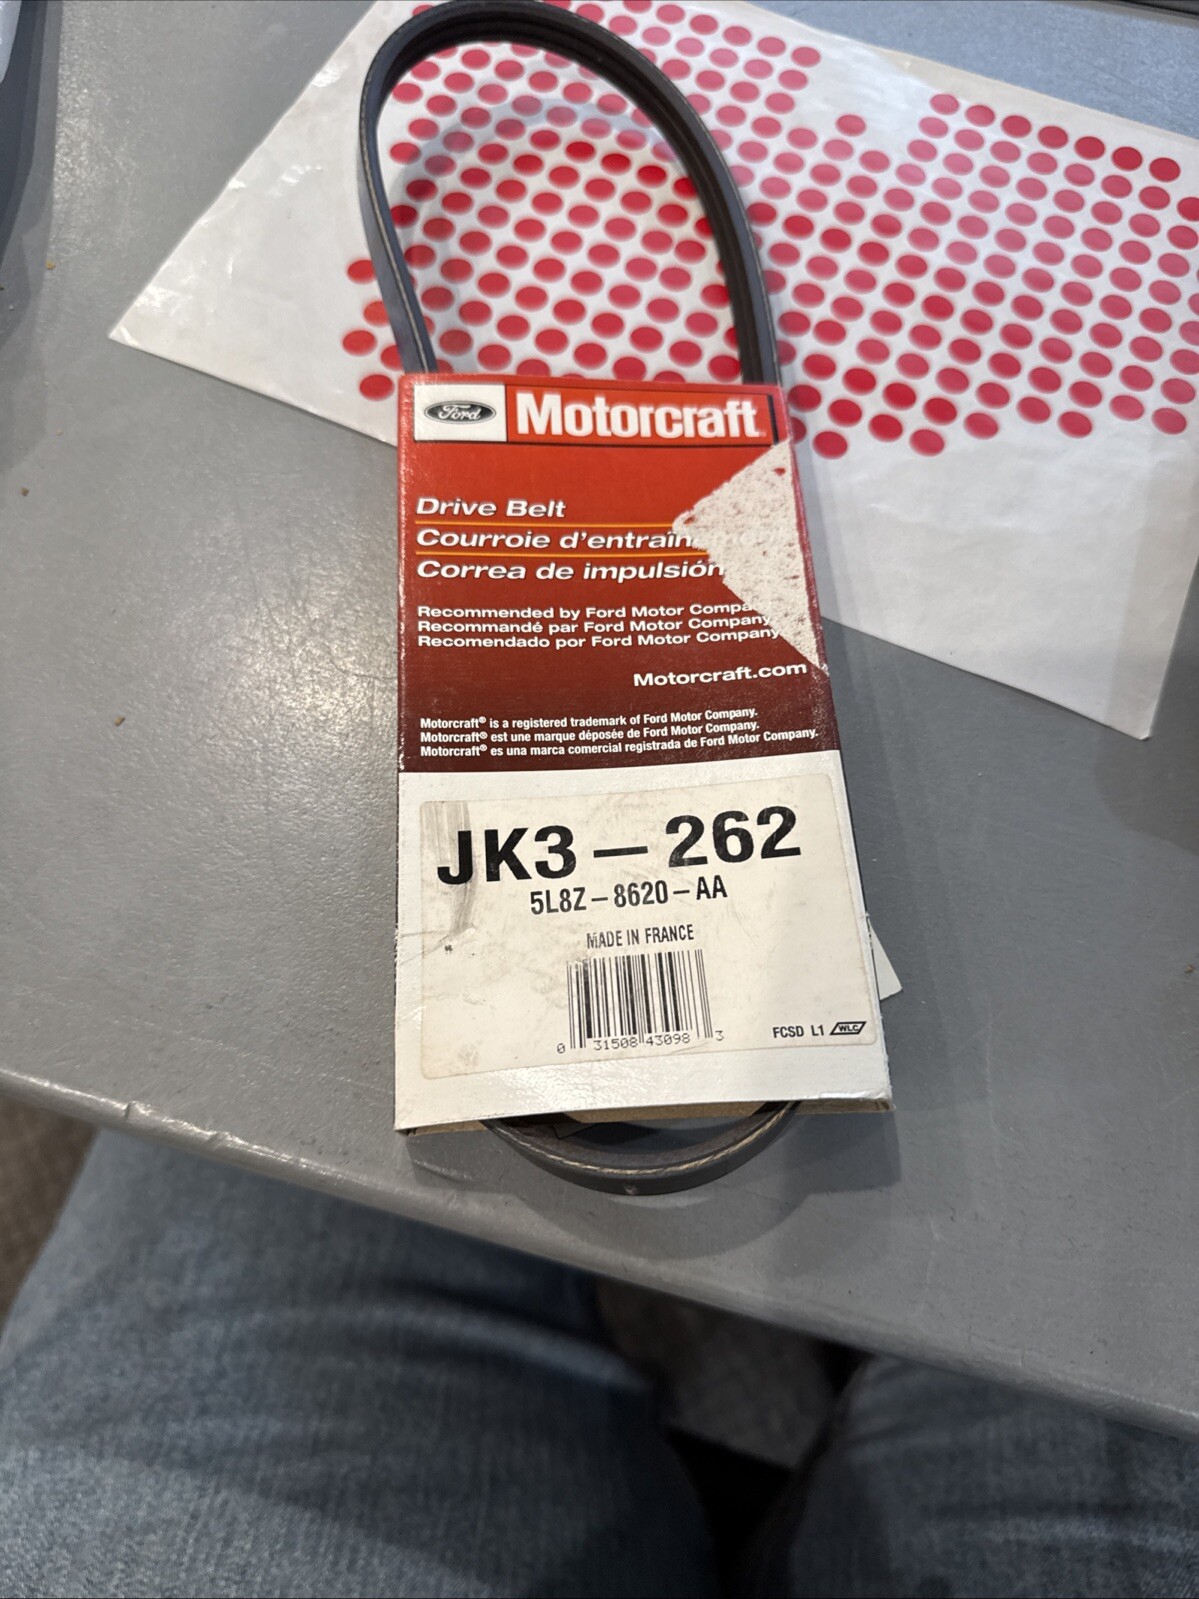 Ford Motorcraft
Drive Belt
Courroie d'entraîn
Correa de impulsión
Recommended by Ford Motor Compa
Recommandé par Ford Motor Company
Recomendado por Ford Motor Company
Motorcraft.com
Motorcraft® is a registered trademark of Ford Motor Company.
Motorcraft® est une marque déposée de Ford Motor Company.
Motorcraft® es una marca comercial registrada de Ford Motor Company.
JK3-262
5L8Z-8620-AA
MADE IN FRANCE
0 31508 43098 3
FCSD L1 WLC